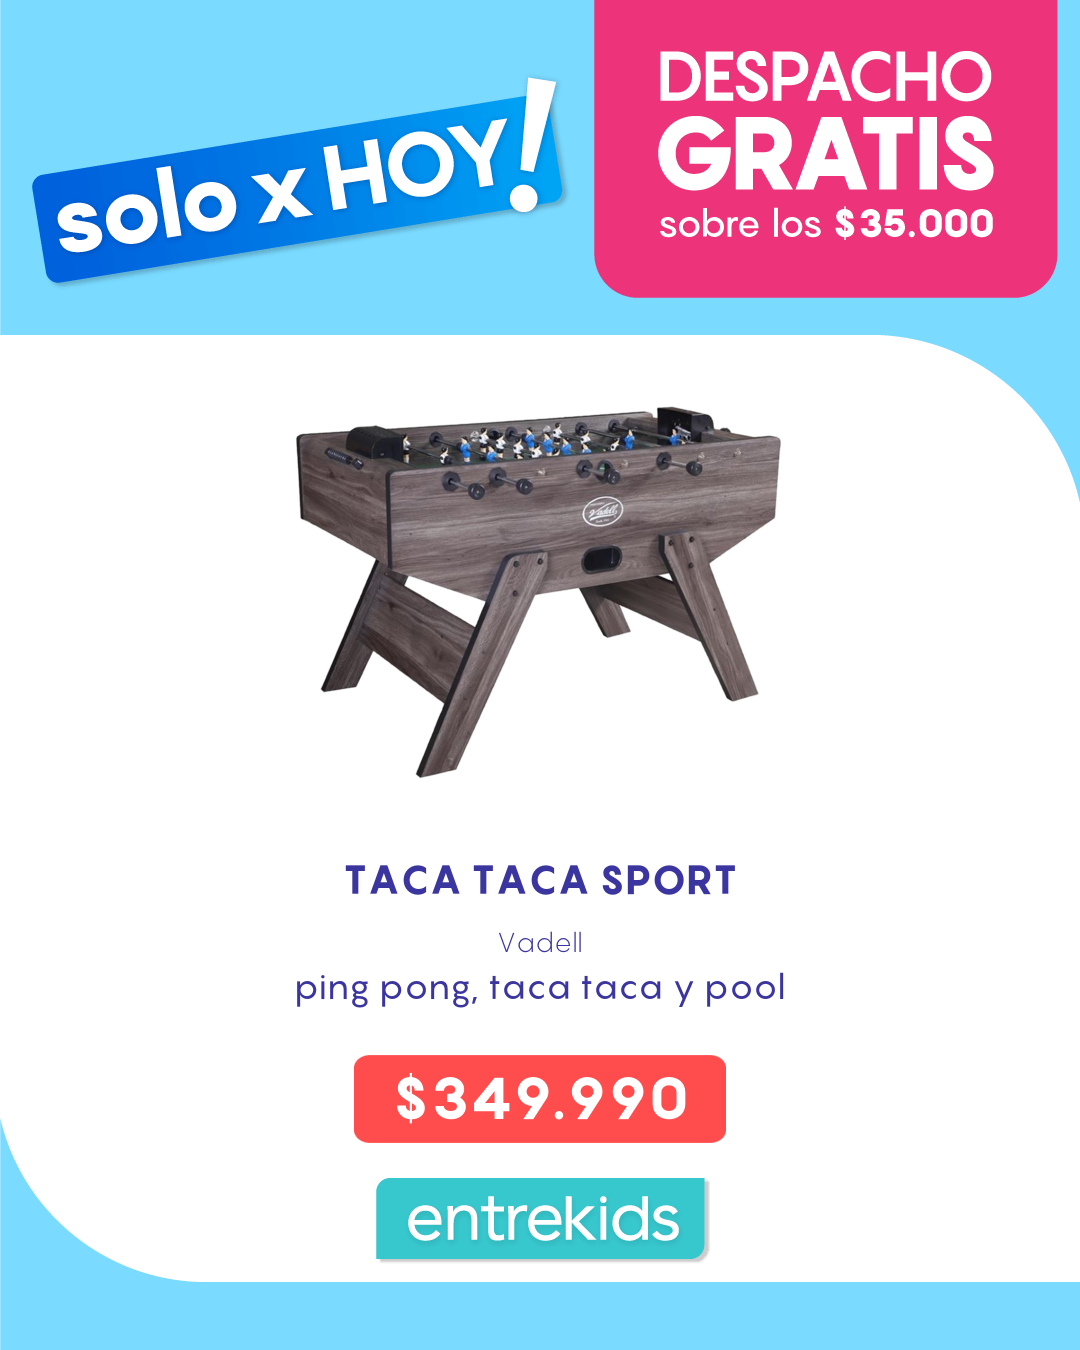 solo x HOY!
DESPACHO
GRATIS
sobre los $35.000
Vadell
TACA TACA SPORT
Vadell
ping pong, taca taca y pool
$349.990
entrekids